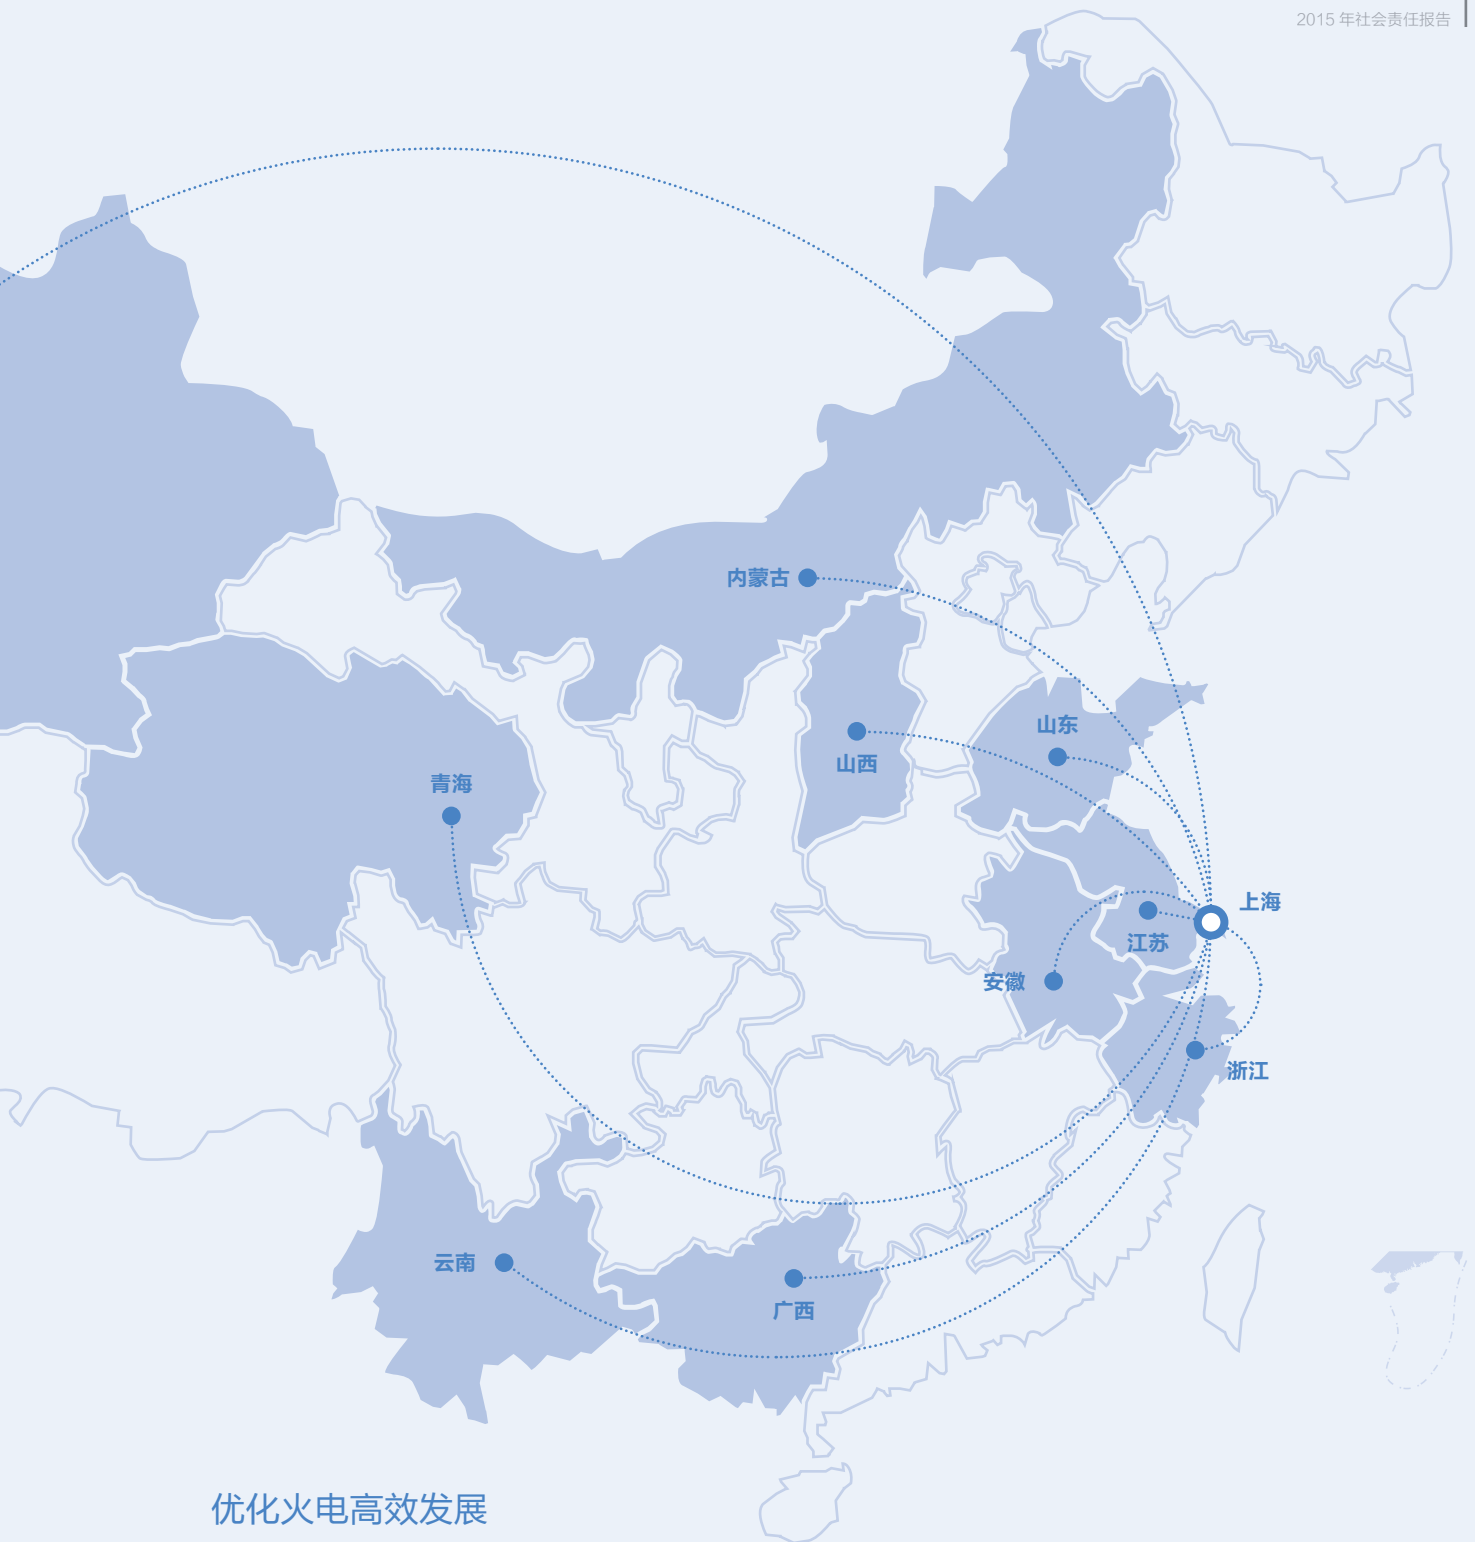 2015 年社会责任报告
内蒙古
山东
山西
青海
上海
江苏
安徽
浙江
云南
广西
优化火电高效发展